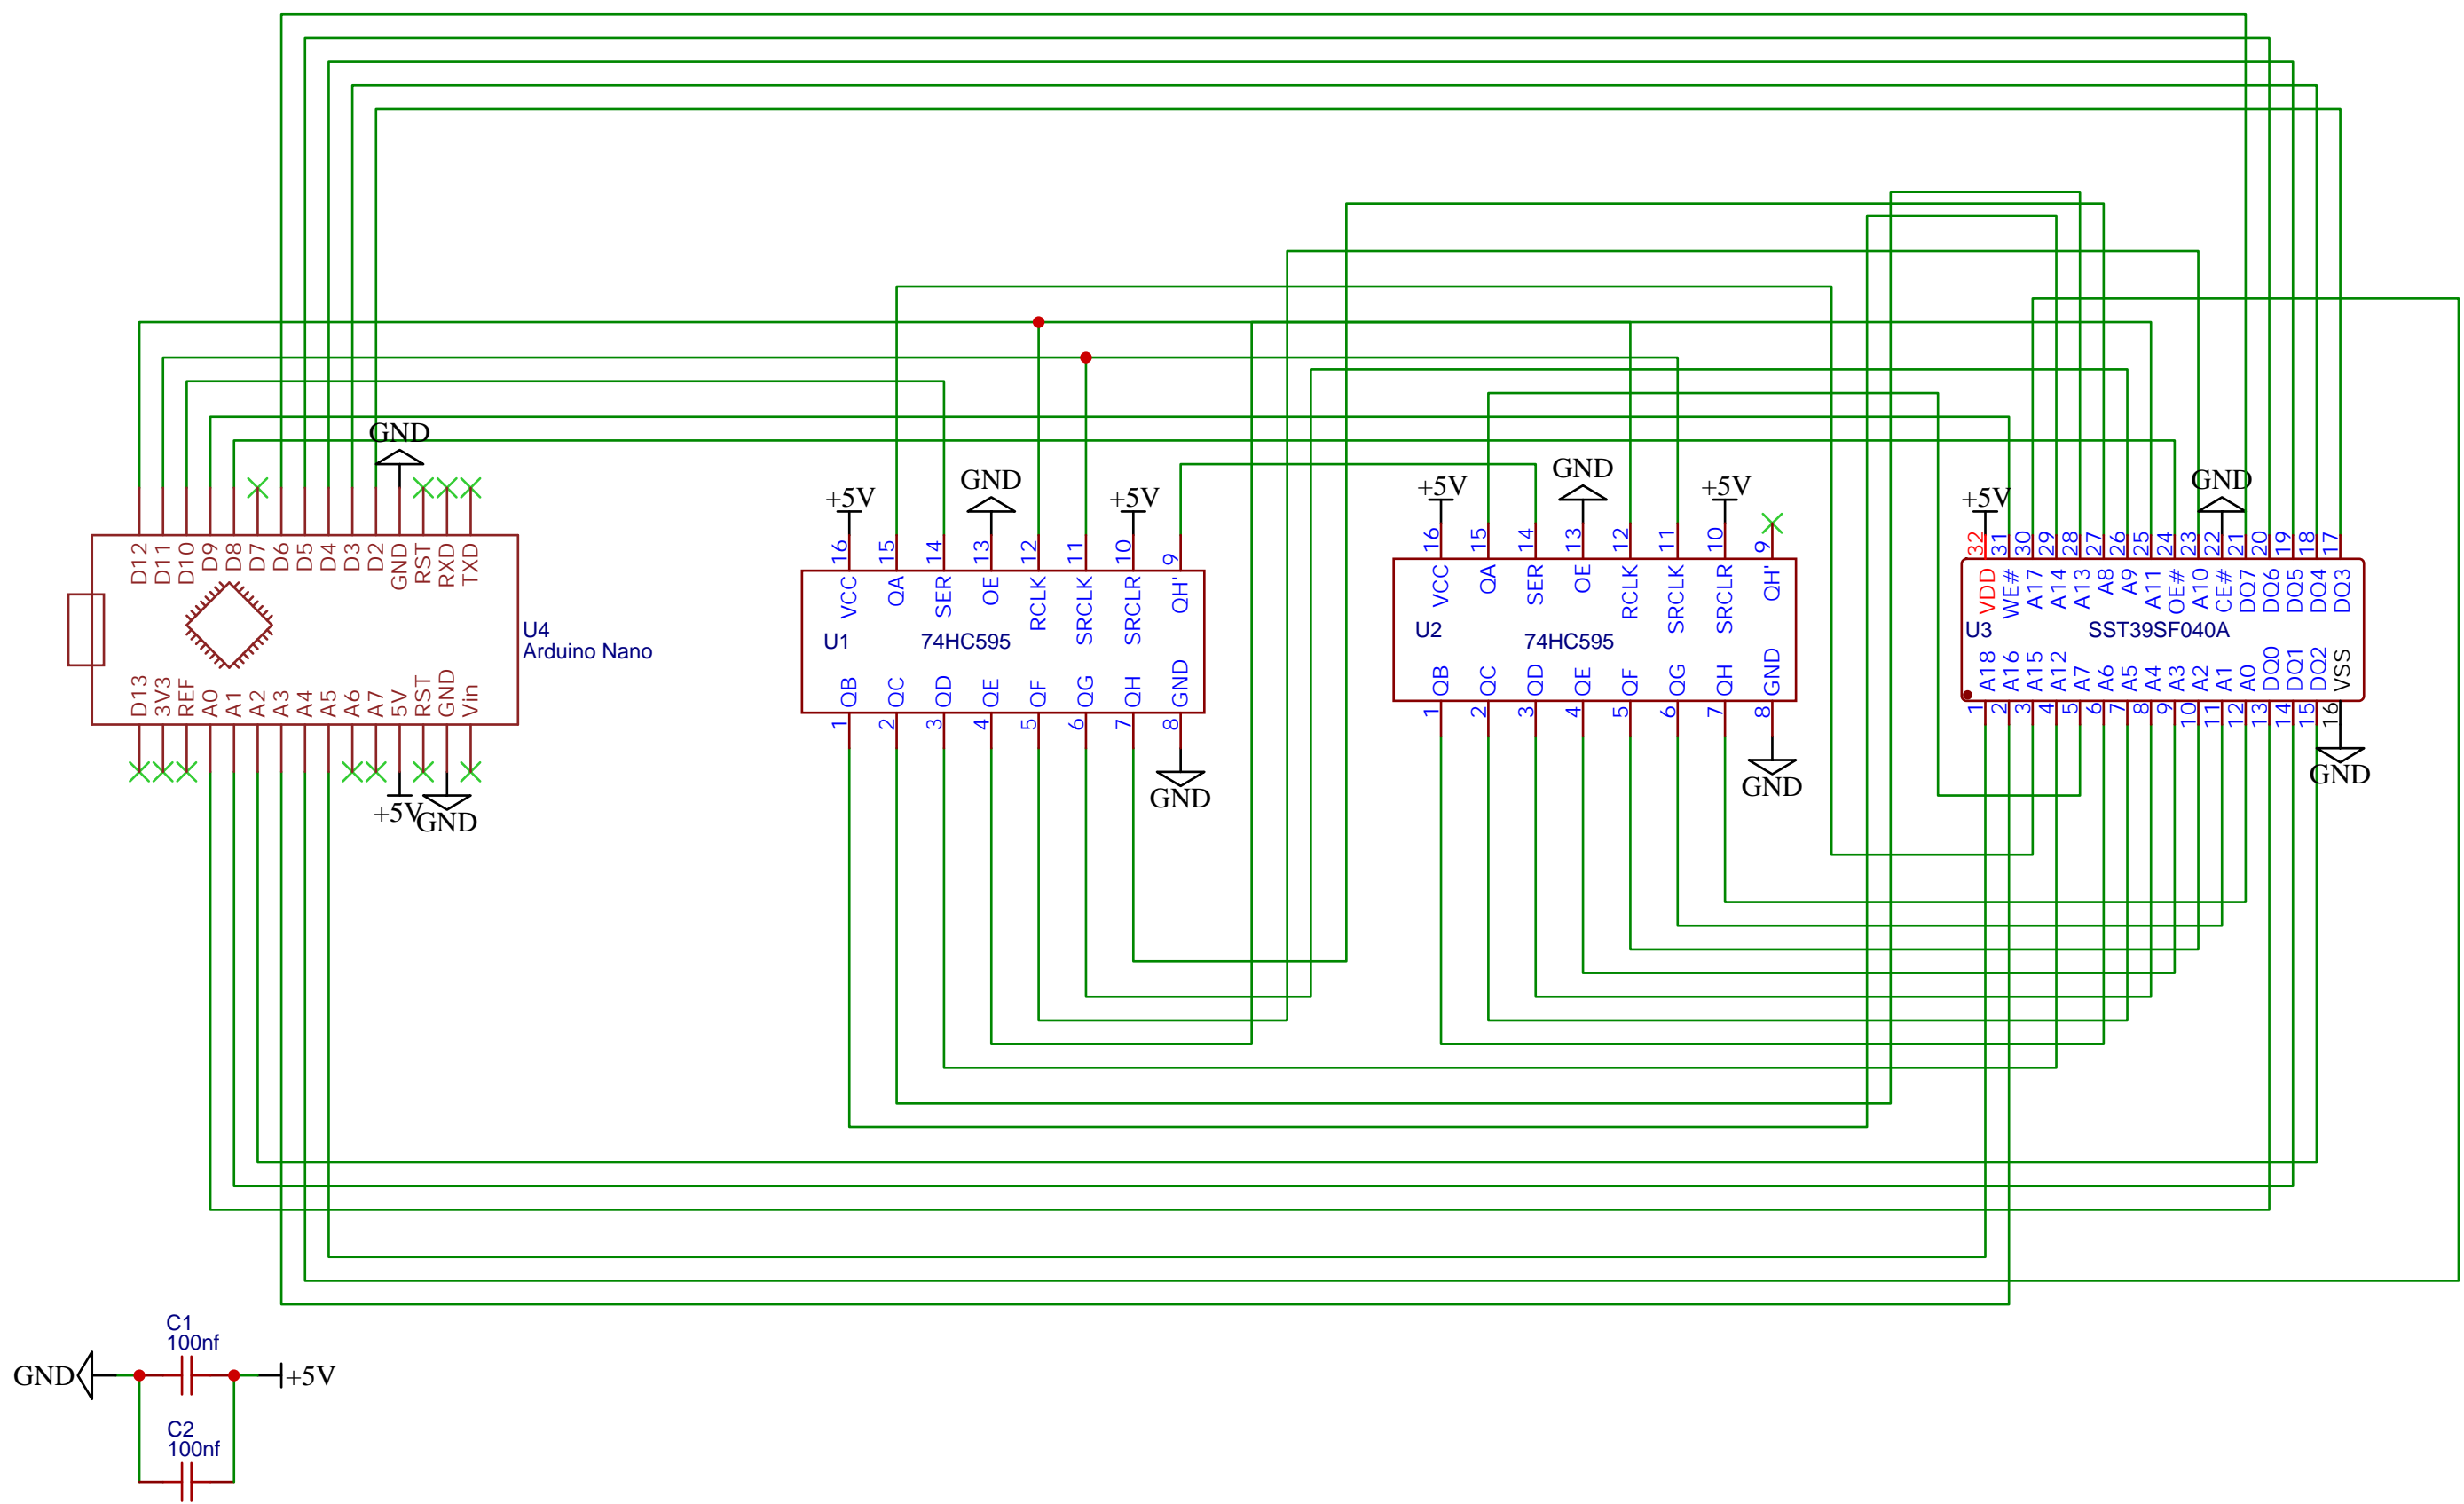 GND
D12 D11 D10 D9 D8 D7 D6 D5 D4 D3 D2 GND RST RXD TXD
U4
Arduino Nano
D13 3V3 REF A0 A1 A2 A3 A4 A5 A6 A7 5V RST GND Vin
+5V GND
+5V GND +5V
16 15 14 13 12 11 10 9
VCC QA SER OE RCLK SRCLK SRCLR QH'
U1 74HC595
QB QC QD QE QF QG QH GND
1 2 3 4 5 6 7 8
GND
+5V GND +5V
16 15 14 13 12 11 10 9
VCC QA SER OE RCLK SRCLK SRCLR QH'
U2 74HC595
QB QC QD QE QF QG QH GND
1 2 3 4 5 6 7 8
GND
+5V GND
32 31 30 29 28 27 26 25 24 23 22 21 20 19 18 17
VDD WE# A17 A14 A13 A8 A9 A11 OE# A10 CE# DQ7 DQ6 DQ5 DQ4 DQ3
U3 SST39SF040A
A18 A16 A15 A12 A7 A6 A5 A4 A3 A2 A1 A0 DQ0 DQ1 DQ2 VSS
1 2 3 4 5 6 7 8 9 10 11 12 13 14 15 16
GND
C1
100nf
GND +5V
C2
100nf